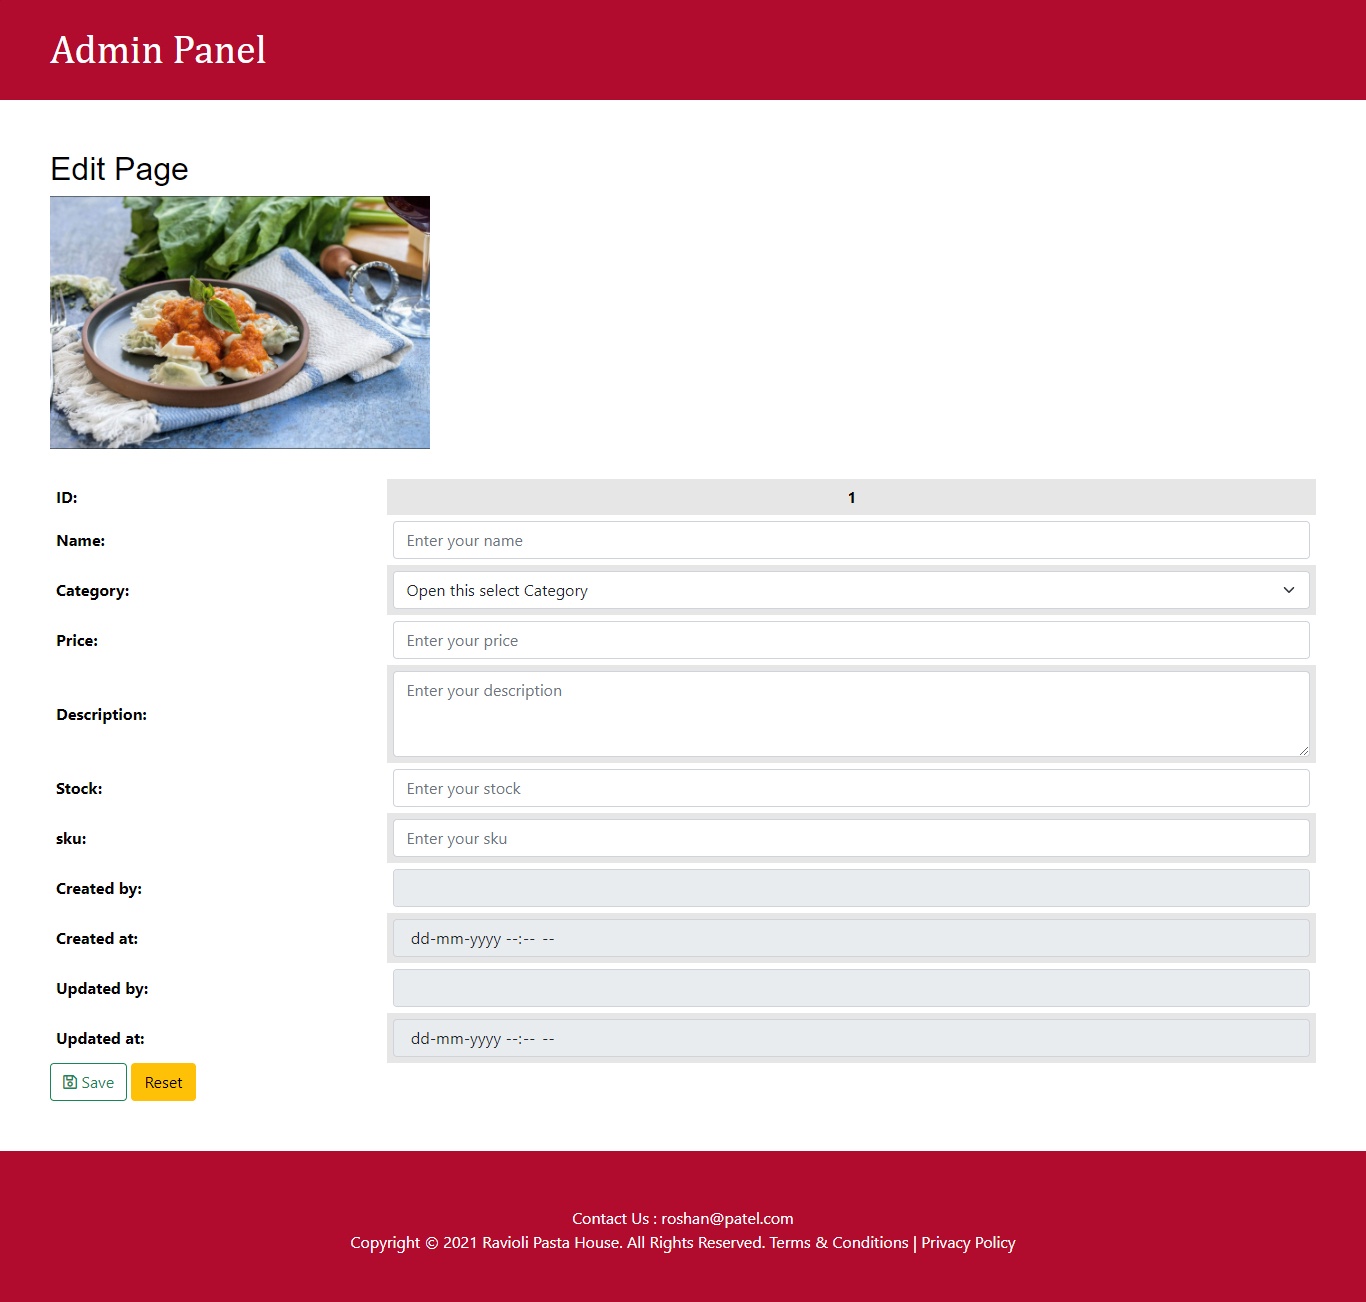 Admin Panel
Edit Page
ID: 1
Name: Enter your name
Category: Open this select Category
Price: Enter your price
Description: Enter your description
Stock: Enter your stock
sku: Enter your sku
Created by:
Created at: dd-mm-yyyy --:-- --
Updated by:
Updated at: dd-mm-yyyy --:-- --
Save Reset
Contact Us : roshan@patel.com
Copyright © 2021 Ravioli Pasta House. All Rights Reserved. Terms & Conditions | Privacy Policy